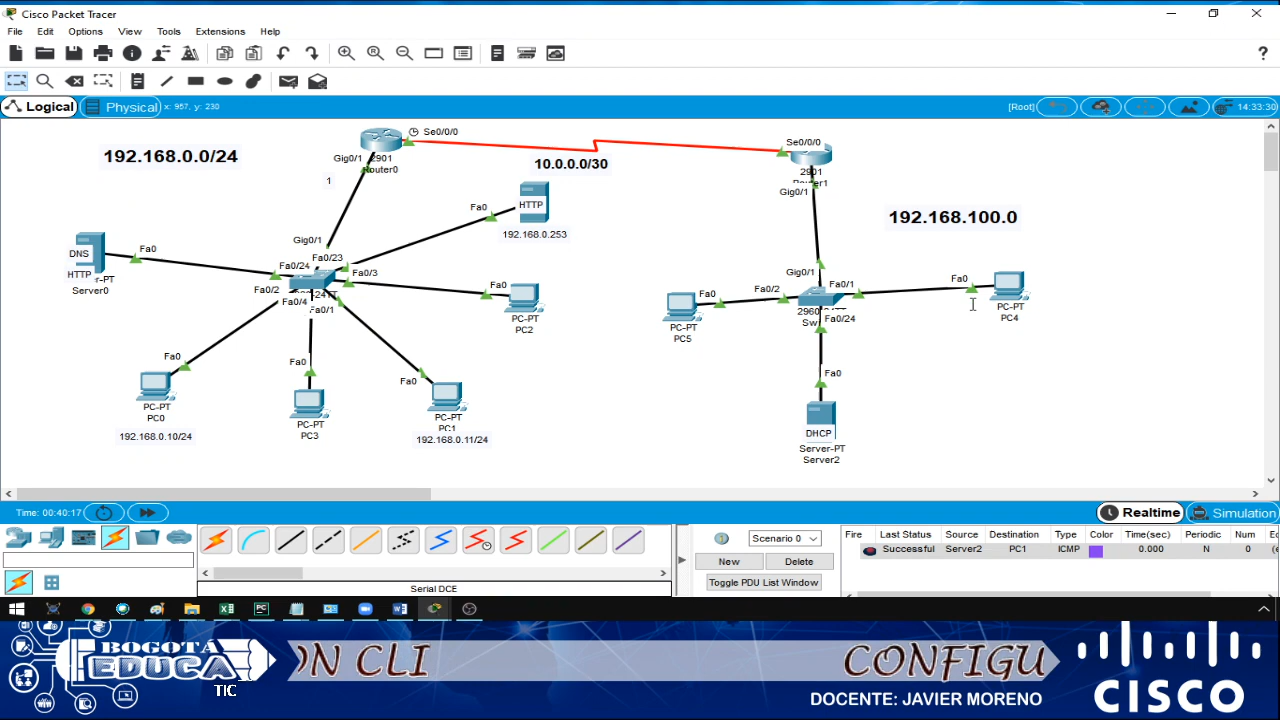 Cisco Packet Tracer
File Edit Options View Tools Extensions Help
?
Logical Physical x: 957, y: 230 [Root] 14:33:30
192.168.0.0/24
Se0/0/0
Gig0/1
2901
Router0
1
10.0.0.0/30
Se0/0/0
2901
Router1
Gig0/1
192.168.100.0
Fa0
HTTP
192.168.0.253
DNS
HTTP
Fa0
r-PT
Server0
Gig0/1
Fa0/23
Fa0/24
Fa0/3
Fa0/2
Fa0/4
Fa0/1
Fa0
PC-PT
PC2
Fa0
PC-PT
PC0
192.168.0.10/24
Fa0
PC-PT
PC3
Fa0
PC-PT
PC1
192.168.0.11/24
Gig0/1
Fa0/2
Fa0/1
2960
Sw
Fa0/24
Fa0
PC-PT
PC5
Fa0
PC-PT
PC4
Fa0
DHCP
Server-PT
Server2
Time: 00:40:17 Realtime Simulation
Scenario 0
New Delete
Toggle PDU List Window
Fire Last Status Source Destination Type Color Time(sec) Periodic Num
Successful Server2 PC1 ICMP 0.000 N 0
Serial DCE
BOGOTA
EDUCA
TIC
ON CLI
CONFIGU
DOCENTE: JAVIER MORENO
CISCO